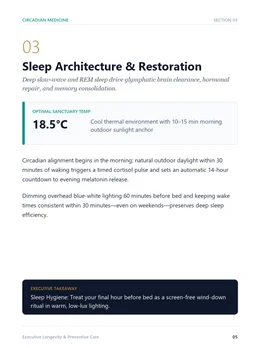 CIRCADIAN MEDICINE
SECTION 03
03
Sleep Architecture & Restoration
Deep slow-wave and REM sleep drive glymphatic brain clearance, hormonal
repair, and memory consolidation.
OPTIMAL SANCTUARY TEMP
18.5°C
Cool thermal environment with 10–15 min morning
outdoor sunlight anchor
Circadian alignment begins in the morning: natural outdoor daylight within 30
minutes of waking triggers a timed cortisol pulse and sets an automatic 14-hour
countdown to evening melatonin release.
Dimming overhead blue-white lighting 60 minutes before bed and keeping wake
times consistent within 30 minutes—even on weekends—preserves deep sleep
efficiency.
EXECUTIVE TAKEAWAY
Sleep Hygiene: Treat your final hour before bed as a screen-free wind-down
ritual in warm, low-lux lighting.
Executive Longevity & Preventive Care
05